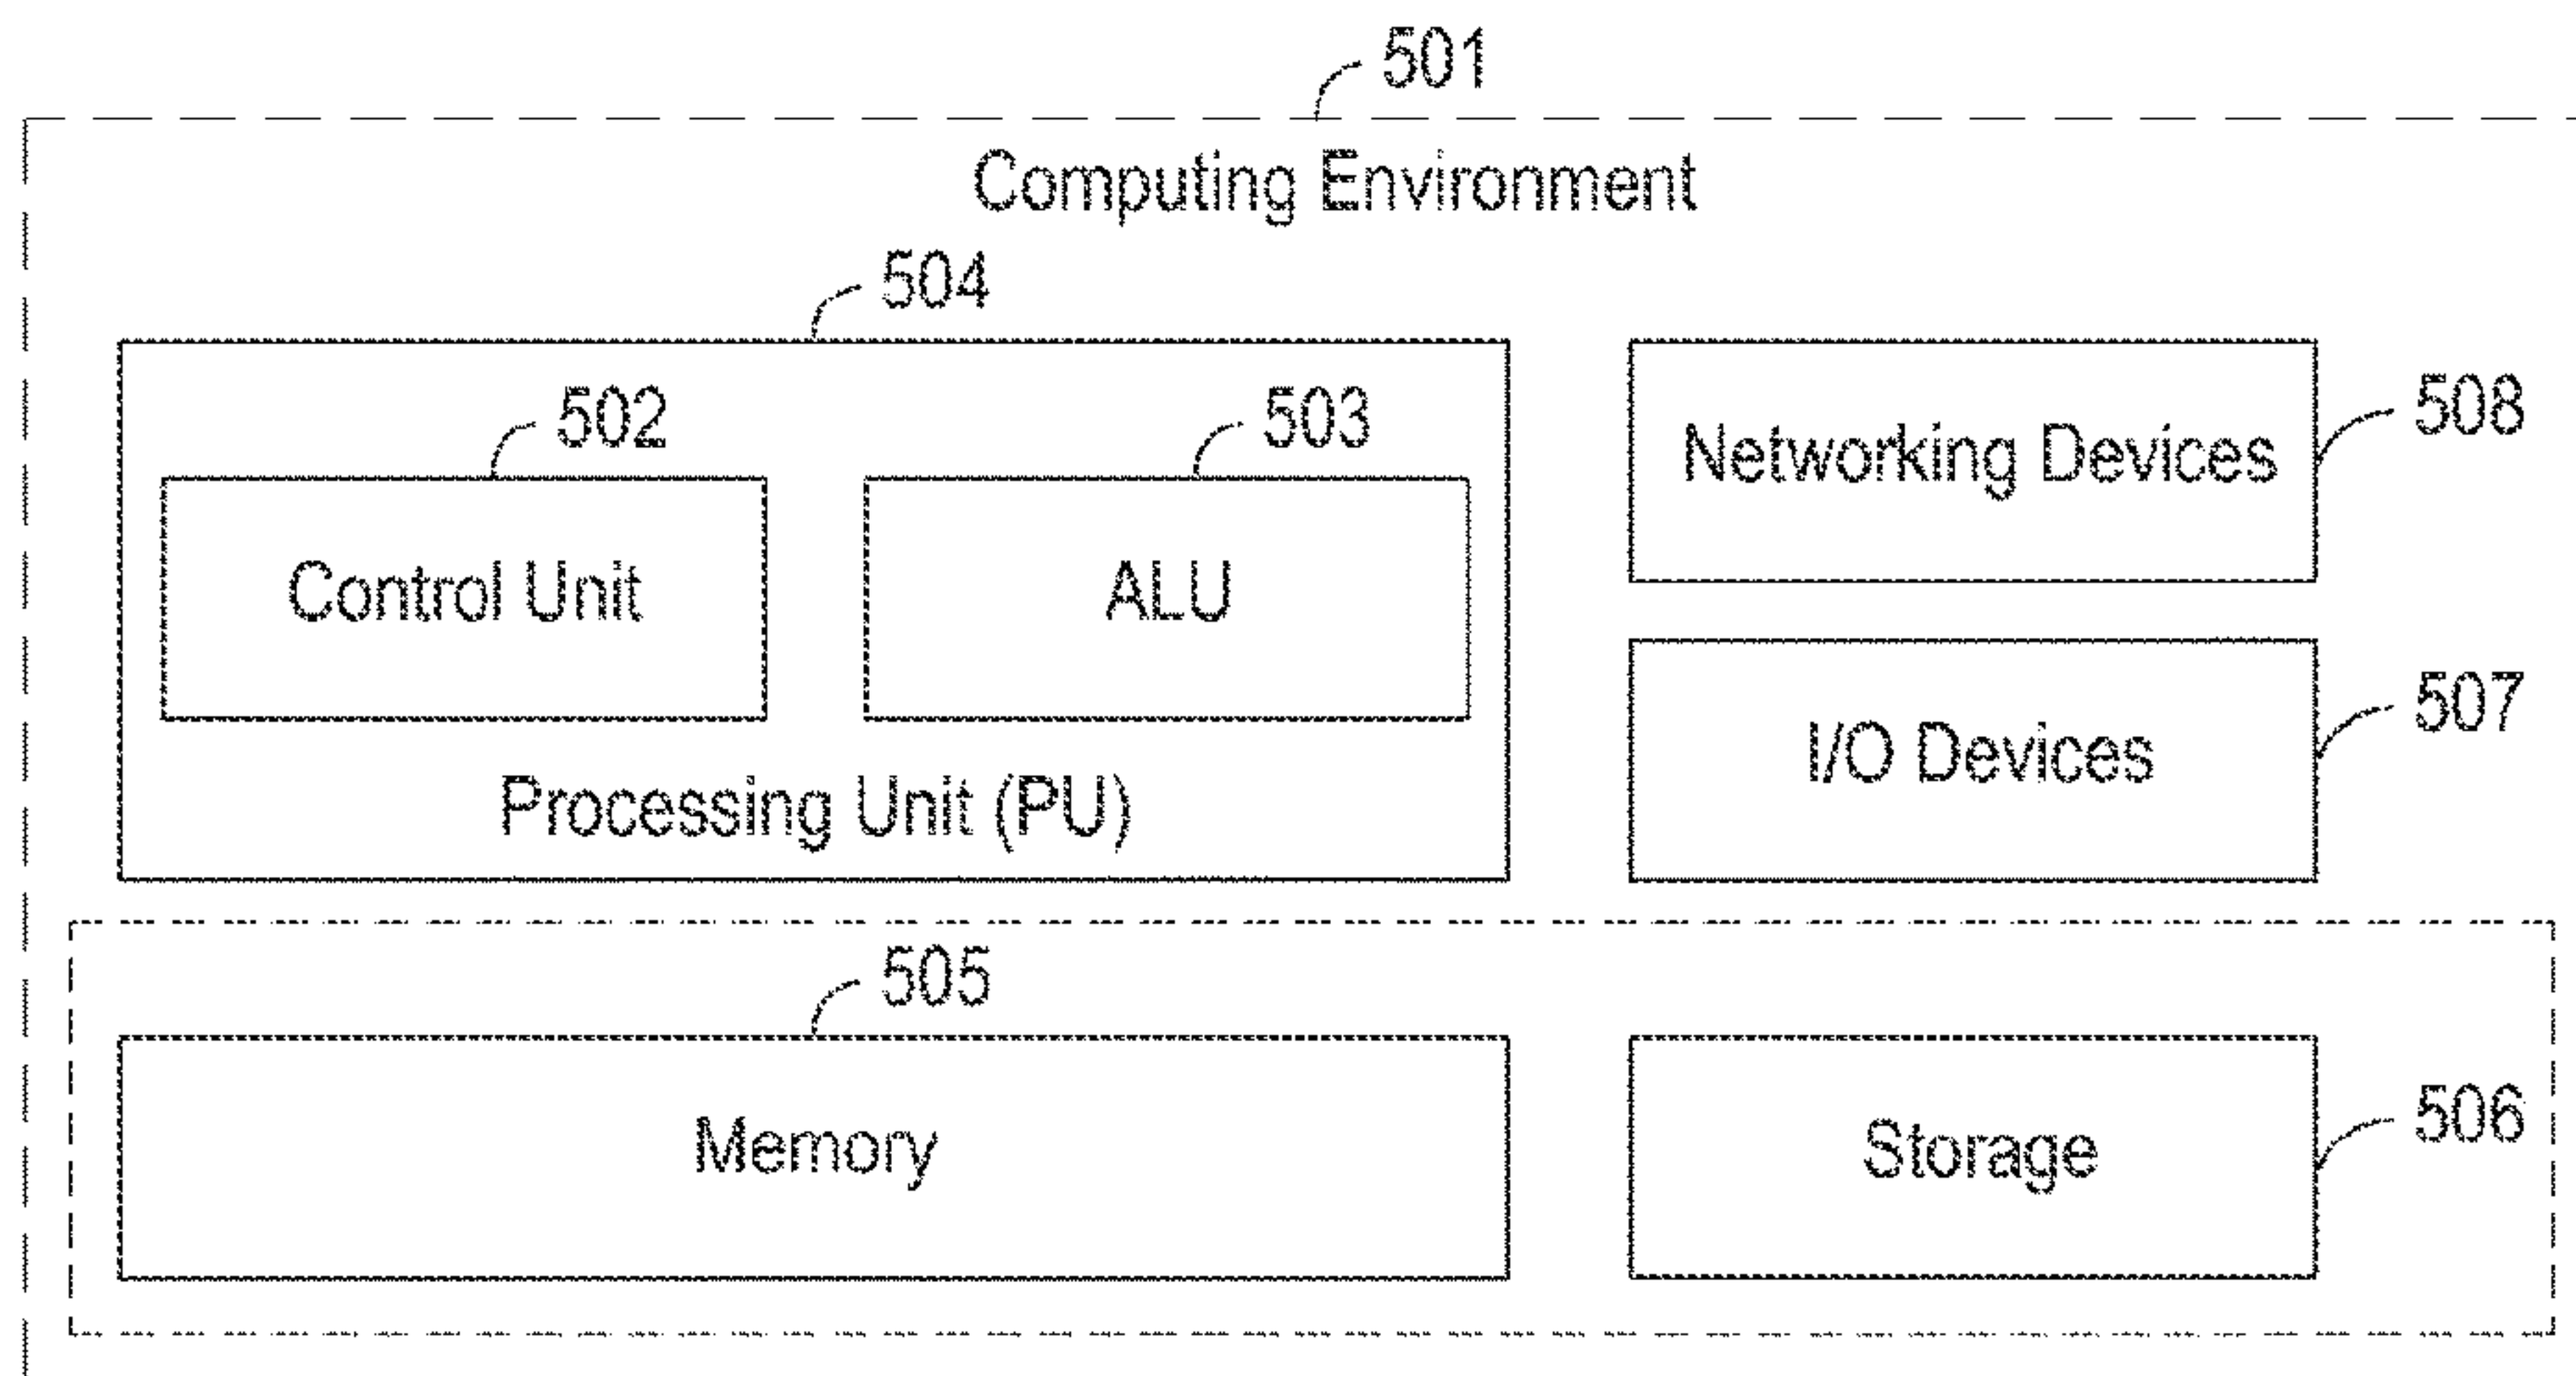 501
Computing Environment
504
502
503
508
Networking Devices
Control Unit
ALU
507
I/O Devices
Processing Unit (PU)
505
506
Memory
Storage